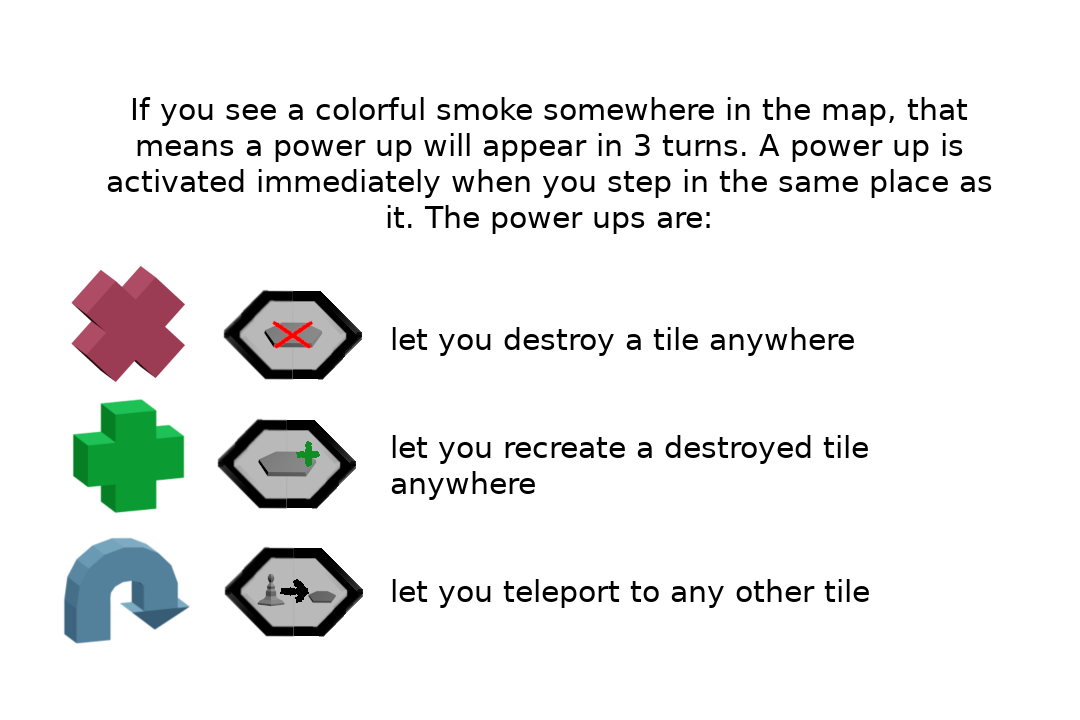 If you see a colorful smoke somewhere in the map, that
means a power up will appear in 3 turns. A power up is
activated immediately when you step in the same place as
it. The power ups are:
let you destroy a tile anywhere
let you recreate a destroyed tile
anywhere
let you teleport to any other tile